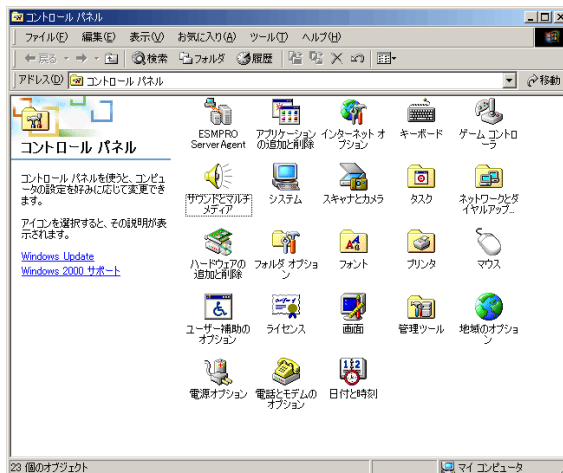 コントロール パネル
ファイル(F) 編集(E) 表示(V) お気に入り(A) ツール(T) ヘルプ(H)
戻る 検索 フォルダ 履歴
アドレス(D) コントロール パネル 移動
コントロール パネル
コントロール パネルを使うと、コンピュ
ータの設定を好みに応じて変更でき
ます。
アイコンを選択すると、その説明が表
示されます。
Windows Update
Windows 2000 サポート
ESMPRO
ServerAgent
アプリケーション
の追加と削除
インターネット オ
プション
キーボード
ゲーム コントロ
ーラ
サウンドとマルチ
メディア
システム
スキャナとカメラ
タスク
ネットワークとダ
イヤルアップ...
ハードウェアの
追加と削除
フォルダ オプショ
ン
フォント
プリンタ
マウス
ユーザー補助の
オプション
ライセンス
画面
管理ツール
地域のオプショ
ン
電源オプション
電話とモデムの
オプション
日付と時刻
23 個のオブジェクト
マイ コンピュータ